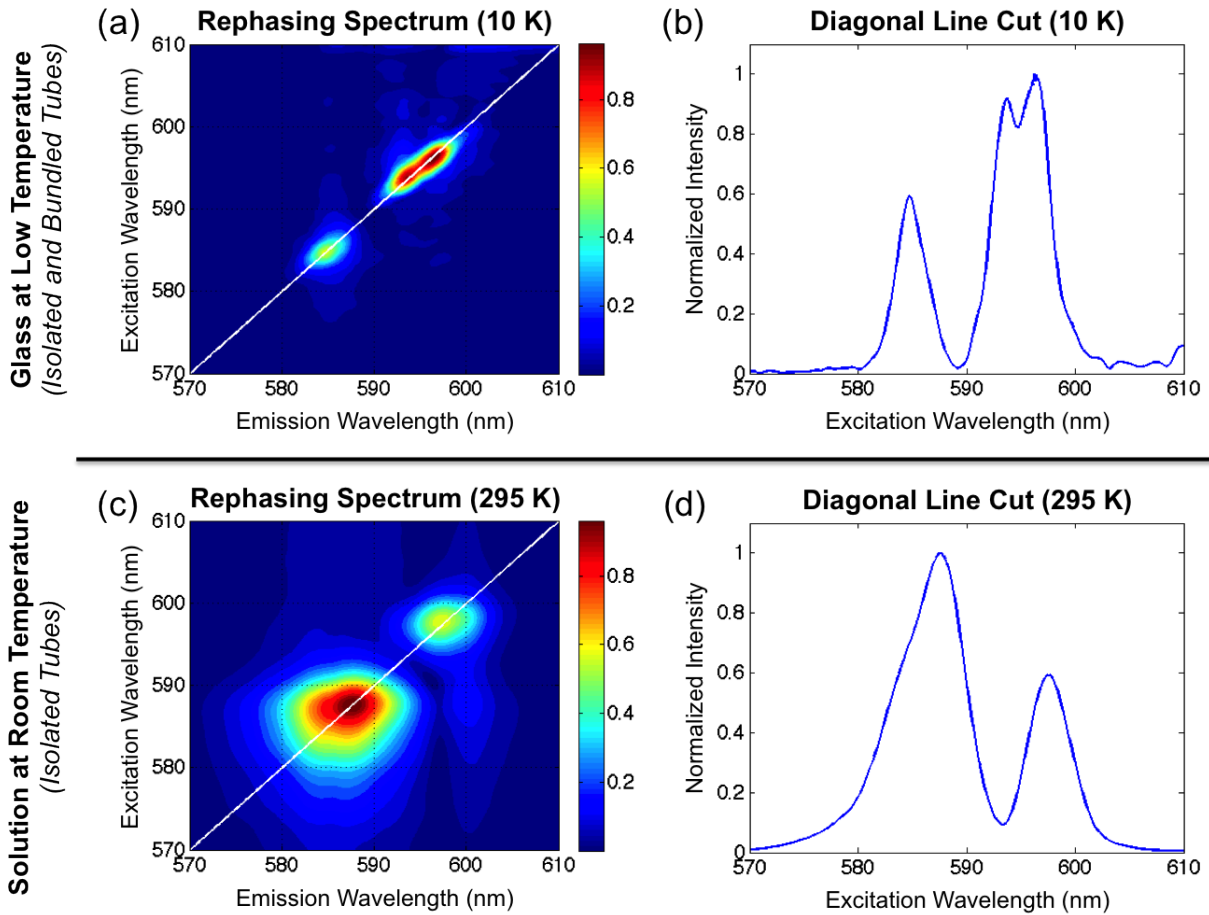 Glass at Low Temperature
(Isolated and Bundled Tubes)
(a)
Rephasing Spectrum (10 K)
Excitation Wavelength (nm)
610
600
590
580
570
570
580
590
600
610
Emission Wavelength (nm)
0.8
0.6
0.4
0.2
(b)
Diagonal Line Cut (10 K)
Normalized Intensity
1
0.8
0.6
0.4
0.2
0
570
580
590
600
610
Excitation Wavelength (nm)
Solution at Room Temperature
(Isolated Tubes)
(c)
Rephasing Spectrum (295 K)
Excitation Wavelength (nm)
610
600
590
580
570
570
580
590
600
610
Emission Wavelength (nm)
0.8
0.6
0.4
0.2
(d)
Diagonal Line Cut (295 K)
Normalized Intensity
1
0.8
0.6
0.4
0.2
0
570
580
590
600
610
Excitation Wavelength (nm)